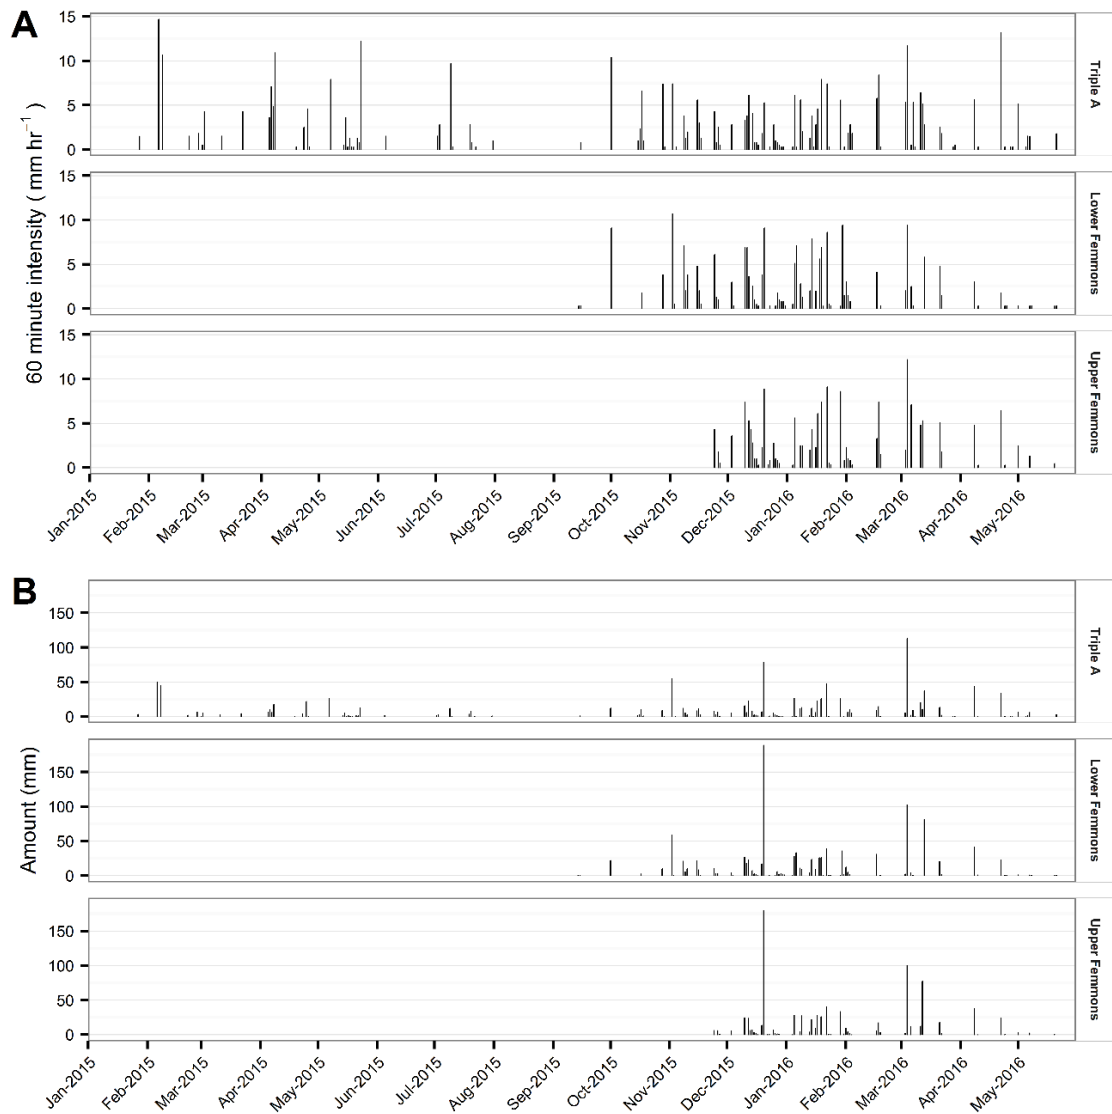 A
15
10
5
0
Triple A
15
10
5
0
Lower Femmons
15
10
5
0
Upper Femmons
60 minute intensity ( mm hr⁻¹ )
Jan-2015 Feb-2015 Mar-2015 Apr-2015 May-2015 Jun-2015 Jul-2015 Aug-2015 Sep-2015 Oct-2015 Nov-2015 Dec-2015 Jan-2016 Feb-2016 Mar-2016 Apr-2016 May-2016
B
150
100
50
0
Triple A
150
100
50
0
Lower Femmons
150
100
50
0
Upper Femmons
Amount (mm)
Jan-2015 Feb-2015 Mar-2015 Apr-2015 May-2015 Jun-2015 Jul-2015 Aug-2015 Sep-2015 Oct-2015 Nov-2015 Dec-2015 Jan-2016 Feb-2016 Mar-2016 Apr-2016 May-2016